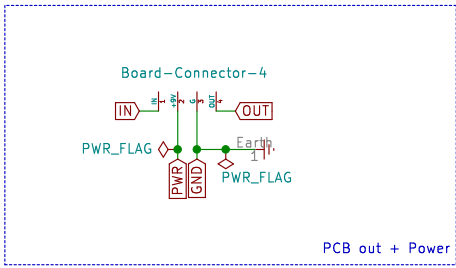 Board-Connector-4
IN
+9V
G
OUT
1
2
3
4
IN
OUT
PWR_FLAG
Earth
1
PWR
GND
PWR_FLAG
PCB out + Power